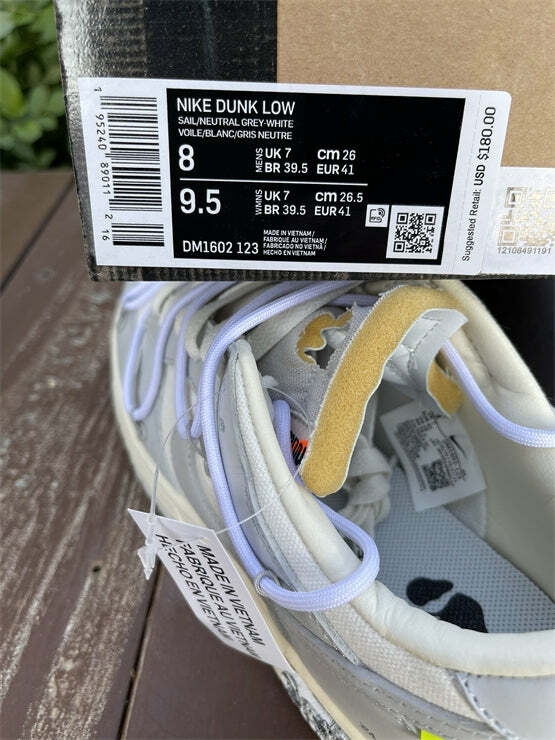 NIKE DUNK LOW
SAIL/NEUTRAL GREY-WHITE
VOILE/BLANC/GRIS NEUTRE
8 MENS UK 7 cm 26
BR 39.5 EUR 41
9.5 WMNS UK 7 cm 26.5
BR 39.5 EUR 41
DM1602 123
MADE IN VIETNAM /
FABRIQUÉ AU VIETNAM /
FABRICADO NO VIETNÃ /
HECHO EN VIETNAM
1 95240 89011 2 16
Suggested Retail: USD $180.00
12108491191
MADE IN VIETNAM
FABRIQUE AU VIETNAM
HECHO EN VIETNAM